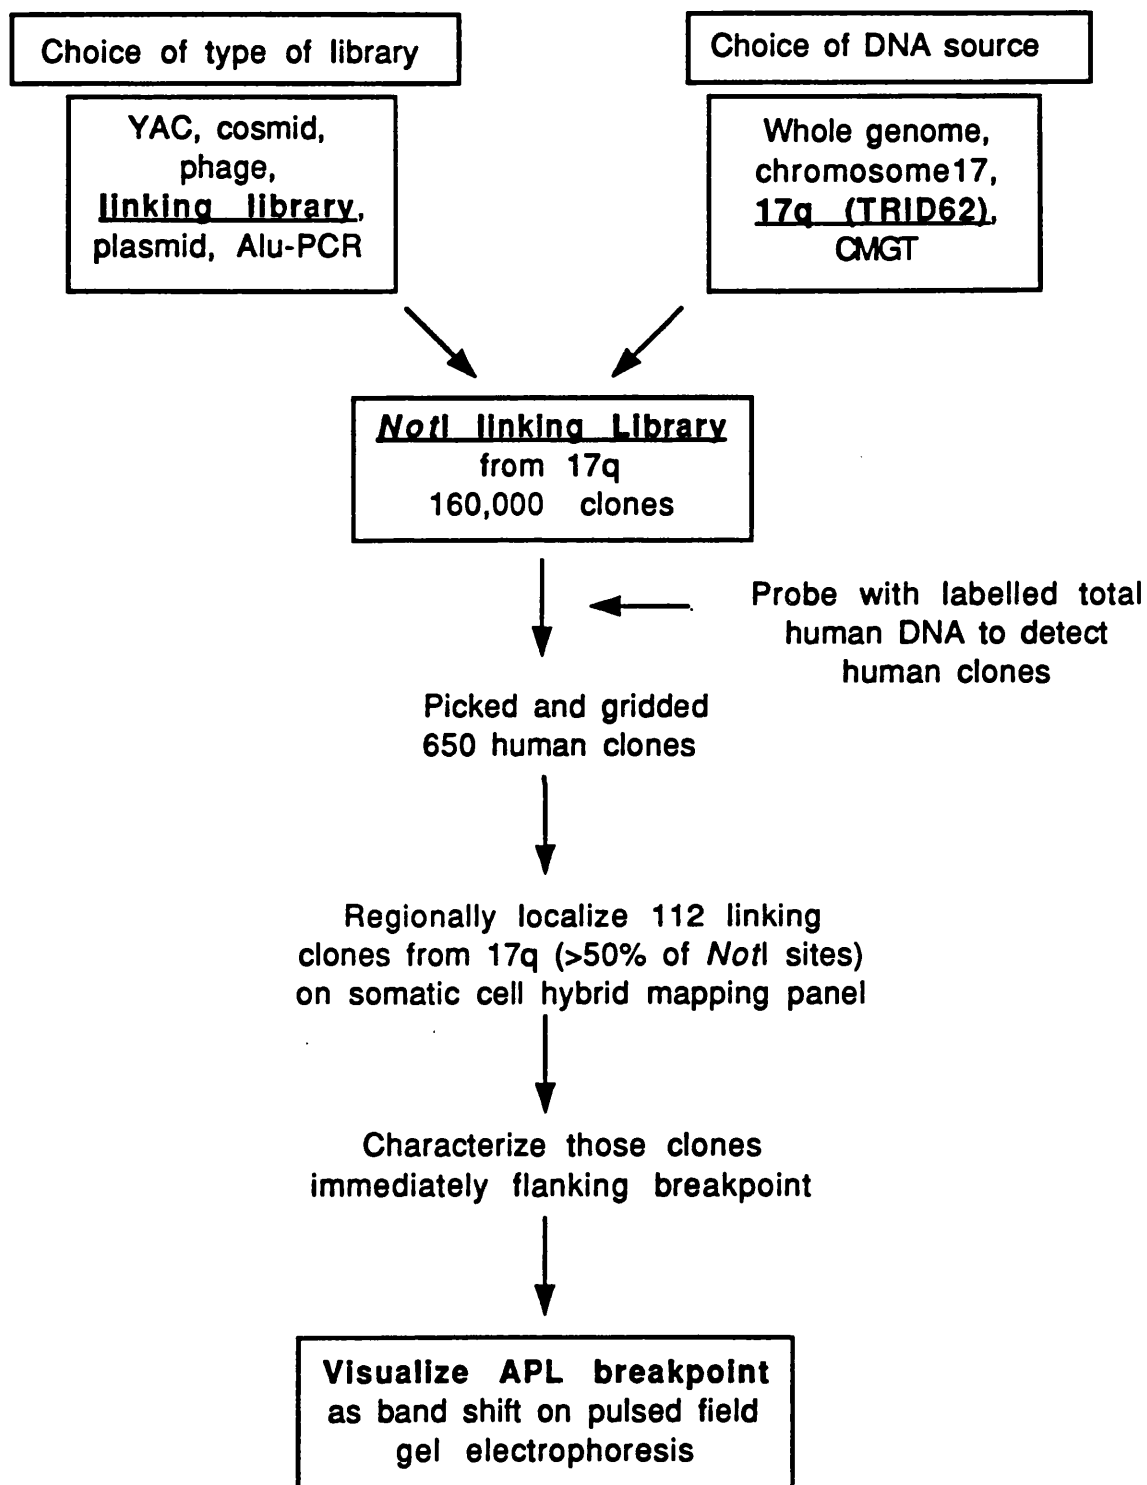 Choice of type of library
Choice of DNA source
YAC, cosmid,
phage,
linking library,
plasmid, Alu-PCR
Whole genome,
chromosome17,
17q (TRID62),
CMGT
NotI linking Library
from 17q
160,000 clones
Probe with labelled total
human DNA to detect
human clones
Picked and gridded
650 human clones
Regionally localize 112 linking
clones from 17q (>50% of NotI sites)
on somatic cell hybrid mapping panel
Characterize those clones
immediately flanking breakpoint
Visualize APL breakpoint
as band shift on pulsed field
gel electrophoresis